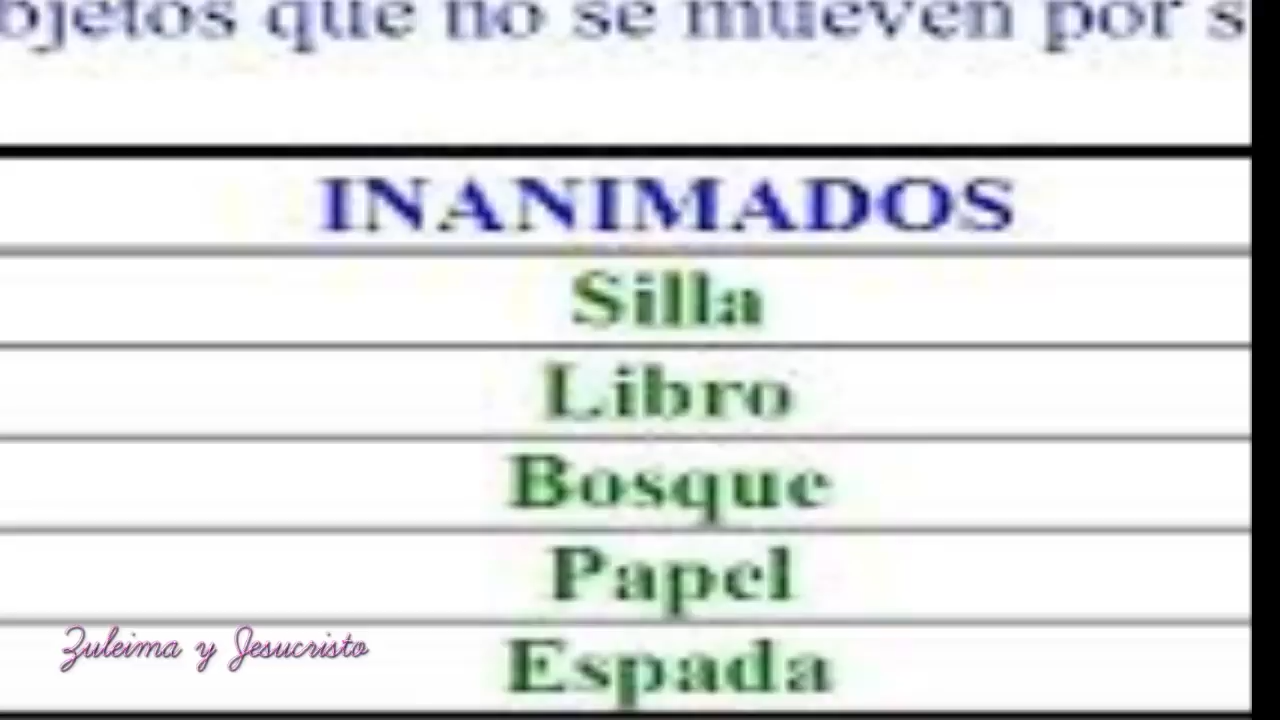 objetos que no se mueven por s
INANIMADOS
Silla
Libro
Bosque
Papel
Espada
Zuleima y Jesucristo